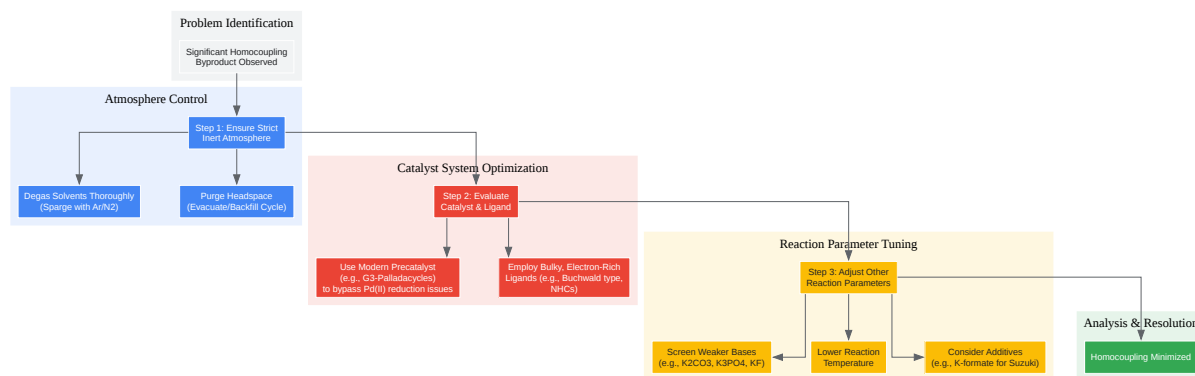 Problem Identification
Significant Homocoupling
Byproduct Observed
Atmosphere Control
Step 1: Ensure Strict
Inert Atmosphere
Degas Solvents Thoroughly
(Sparge with Ar/N2)
Purge Headspace
(Evacuate/Backfill Cycle)
Catalyst System Optimization
Step 2: Evaluate
Catalyst & Ligand
Use Modern Precatalyst
(e.g., G3-Palladacycles)
to bypass Pd(II) reduction issues
Employ Bulky, Electron-Rich
Ligands (e.g., Buchwald type,
NHCs)
Reaction Parameter Tuning
Step 3: Adjust Other
Reaction Parameters
Screen Weaker Bases
(e.g., K2CO3, K3PO4, KF)
Lower Reaction
Temperature
Consider Additives
(e.g., K-formate for Suzuki)
Analysis & Resolution
Homocoupling Minimized